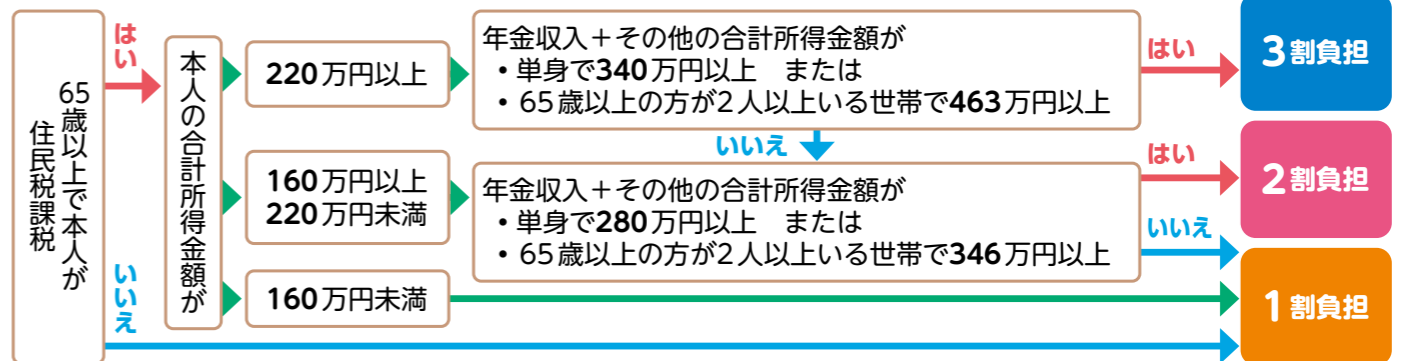 65歳以上で本人が
住民税課税
はい
いいえ
本人の合計所得金額が
220万円以上
年金収入+その他の合計所得金額が
・単身で340万円以上　または
・65歳以上の方が2人以上いる世帯で463万円以上
はい
3割負担
いいえ
160万円以上
220万円未満
年金収入+その他の合計所得金額が
・単身で280万円以上　または
・65歳以上の方が2人以上いる世帯で346万円以上
はい
2割負担
いいえ
160万円未満
1割負担